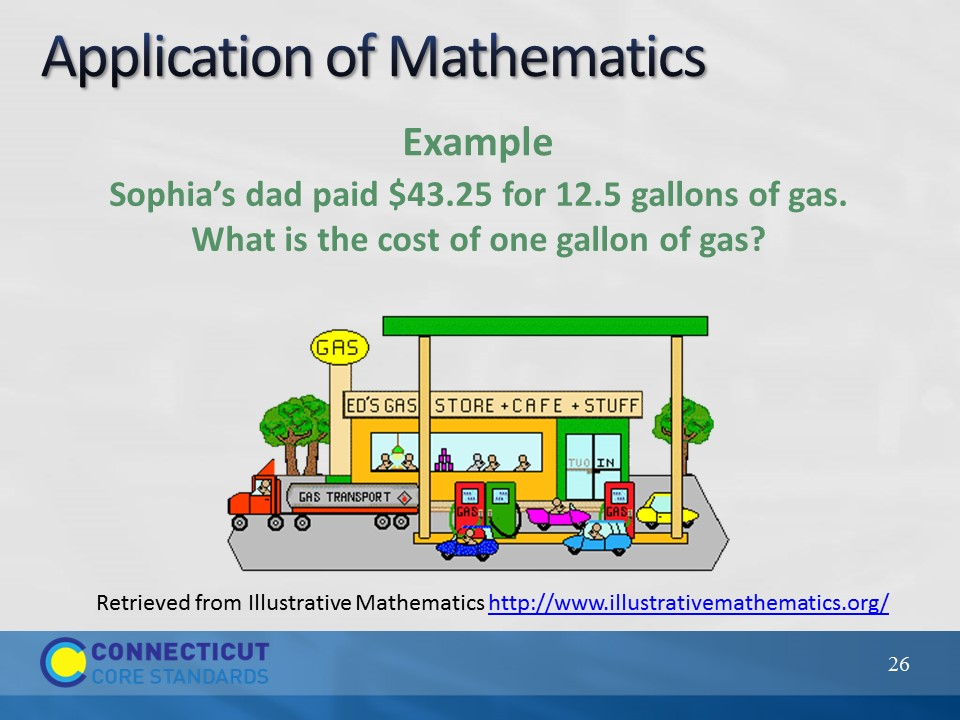 Application of Mathematics
Example
Sophia’s dad paid $43.25 for 12.5 gallons of gas.
What is the cost of one gallon of gas?
GAS
ED'S GAS STORE + CAFE + STUFF
TUO IN
GAS TRANSPORT
GAS
GAS
Retrieved from Illustrative Mathematics http://www.illustrativemathematics.org/
CONNECTICUT
CORE STANDARDS
26